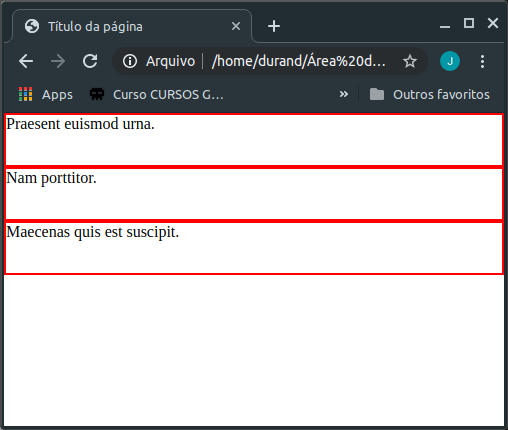 Título da página
Arquivo /home/durand/Área%20d...
J
Apps Curso CURSOS G... » Outros favoritos
Praesent euismod urna.
Nam porttitor.
Maecenas quis est suscipit.